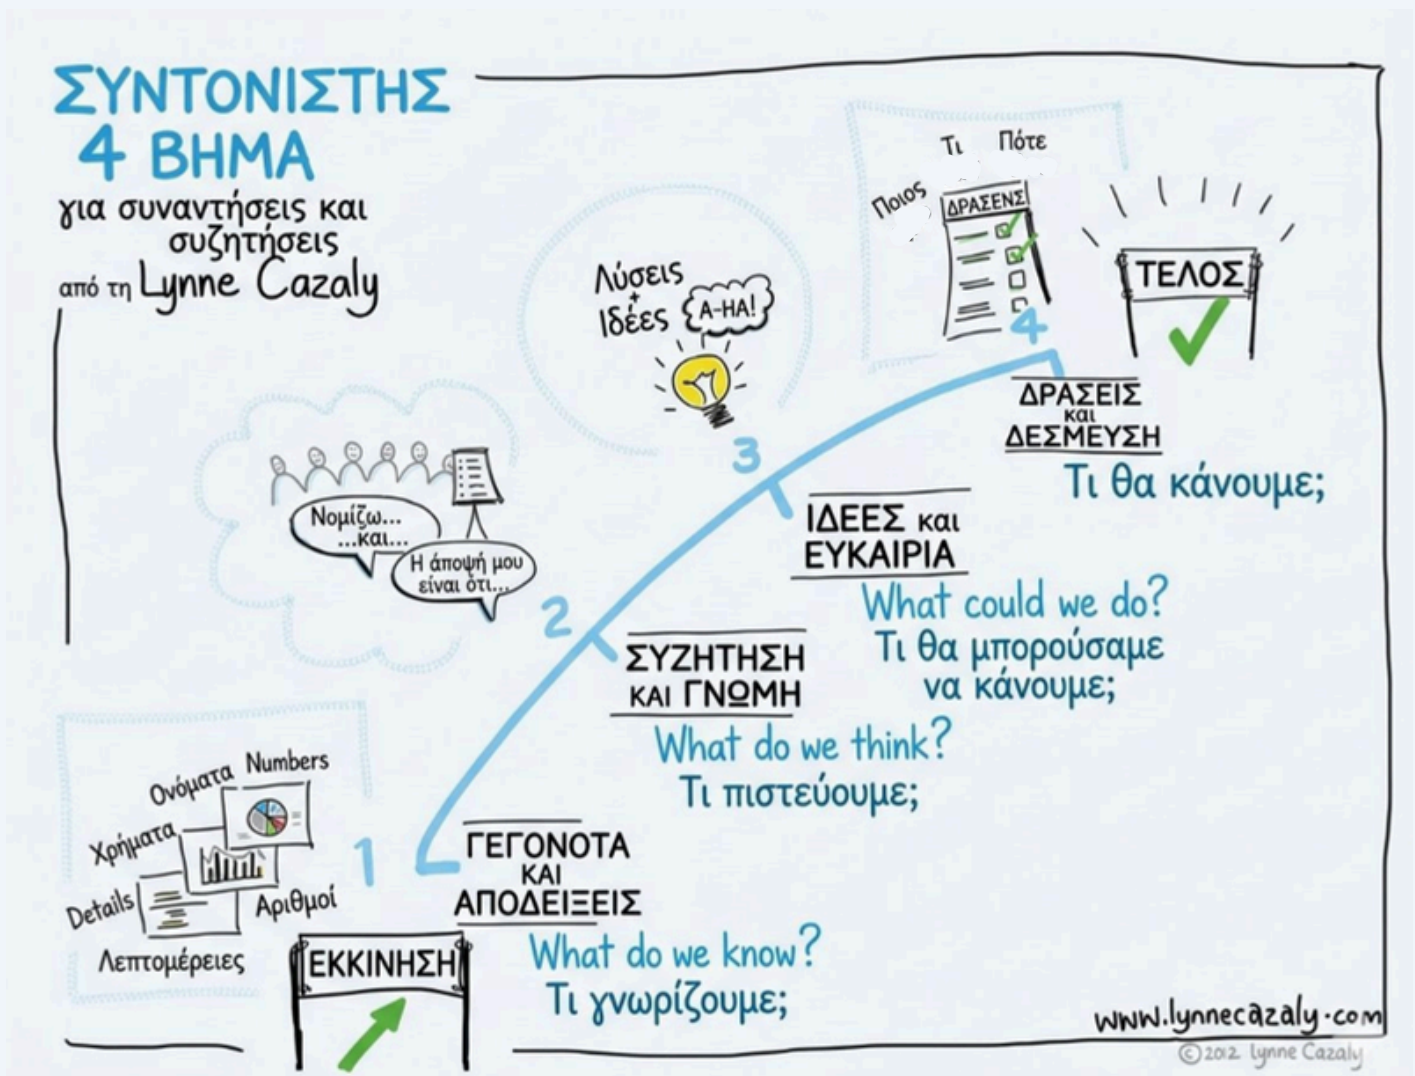 ΣΥΝΤΟΝΙΣΤΗΣ
4 ΒΗΜΑ
για συναντήσεις και
συζητήσεις
από τη Lynne Cazaly
Τι Πότε
Ποιος
ΔΡΑΣΕΝΣ
ΤΕΛΟΣ
4
ΔΡΑΣΕΙΣ
και
ΔΕΣΜΕΥΣΗ
Τι θα κάνουμε;
Λύσεις
+
Ιδέες
Α-ΗΑ!
3
ΙΔΕΕΣ και
ΕΥΚΑΙΡΙΑ
What could we do?
Τι θα μπορούσαμε
να κάνουμε;
Νομίζω...
...και...
Η άποψή μου
είναι ότι...
2
ΣΥΖΗΤΗΣΗ
ΚΑΙ ΓΝΩΜΗ
What do we think?
Τι πιστεύουμε;
Ονόματα Numbers
Χρήματα
Details
Αριθμοί
Λεπτομέρειες
1
ΓΕΓΟΝΟΤΑ
ΚΑΙ
ΑΠΟΔΕΙΞΕΙΣ
What do we know?
Τι γνωρίζουμε;
ΕΚΚΙΝΗΣΗ
www.lynnecazaly.com
© 2012 Lynne Cazaly